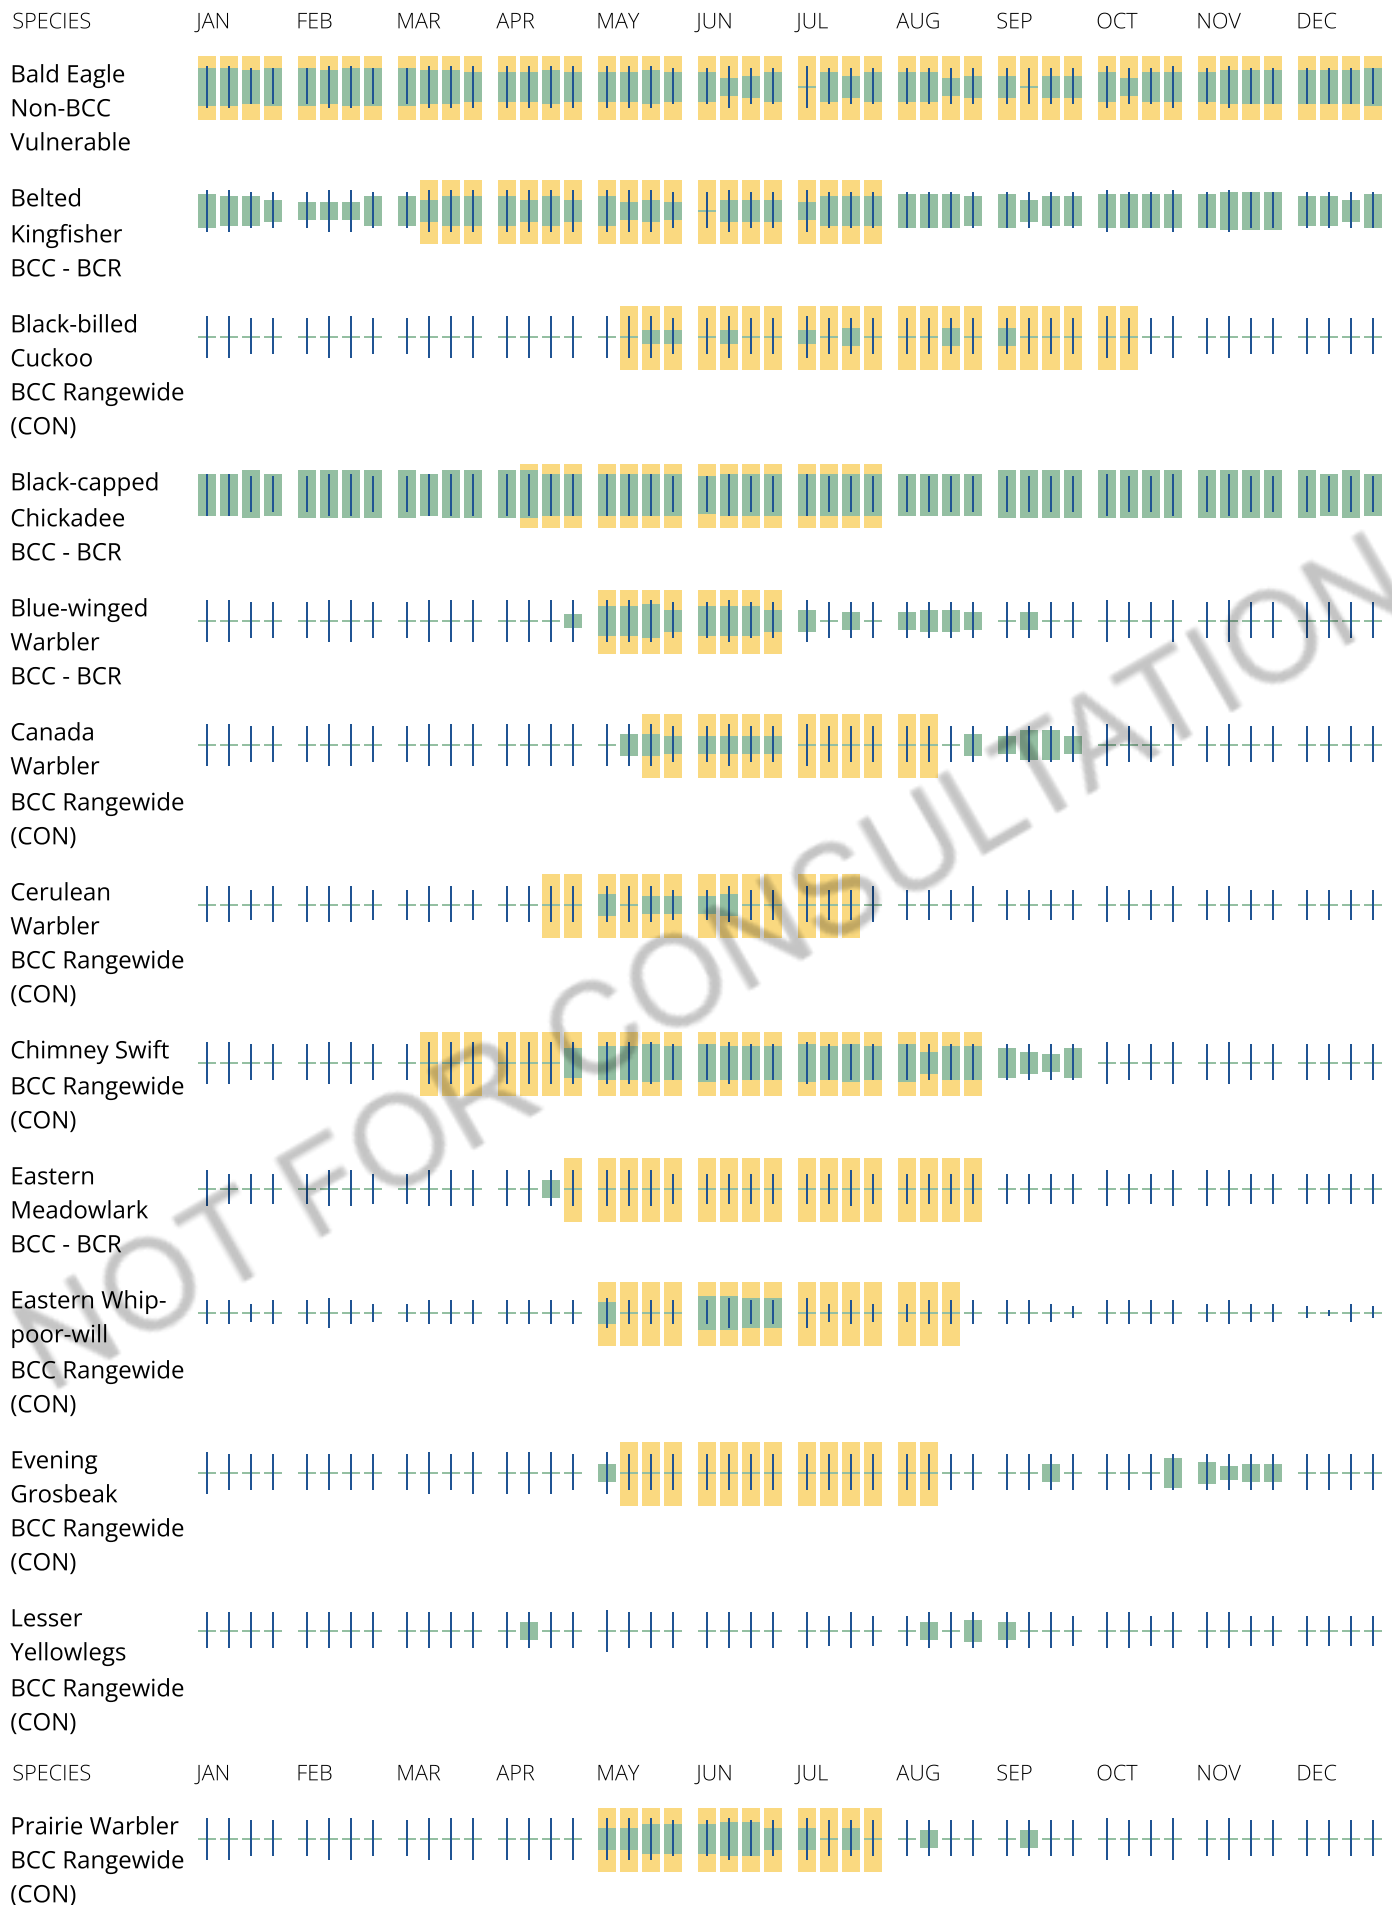 SPECIES JAN FEB MAR APR MAY JUN JUL AUG SEP OCT NOV DEC
Bald Eagle
Non-BCC
Vulnerable
Belted
Kingfisher
BCC - BCR
Black-billed
Cuckoo
BCC Rangewide
(CON)
Black-capped
Chickadee
BCC - BCR
Blue-winged
Warbler
BCC - BCR
Canada
Warbler
BCC Rangewide
(CON)
Cerulean
Warbler
BCC Rangewide
(CON)
Chimney Swift
BCC Rangewide
(CON)
Eastern
Meadowlark
BCC - BCR
Eastern Whip-
poor-will
BCC Rangewide
(CON)
Evening
Grosbeak
BCC Rangewide
(CON)
Lesser
Yellowlegs
BCC Rangewide
(CON)
SPECIES JAN FEB MAR APR MAY JUN JUL AUG SEP OCT NOV DEC
Prairie Warbler
BCC Rangewide
(CON)
NOT FOR CONSULTATION